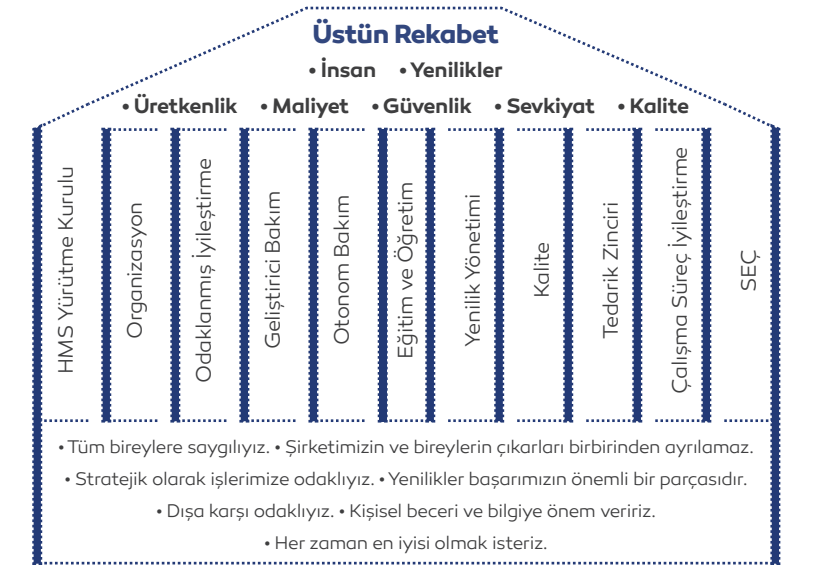 Üstün Rekabet
• İnsan • Yenilikler
• Üretkenlik • Maliyet • Güvenlik • Sevkiyat • Kalite
HMS Yürütme Kurulu
Organizasyon
Odaklanmış İyileştirme
Geliştirici Bakım
Otonom Bakım
Eğitim ve Öğretim
Yenilik Yönetimi
Kalite
Tedarik Zinciri
Çalışma Süreç İyileştirme
SEÇ
• Tüm bireylere saygılıyız. • Şirketimizin ve bireylerin çıkarları birbirinden ayrılamaz.
• Stratejik olarak işlerimize odaklıyız. • Yenilikler başarımızın önemli bir parçasıdır.
• Dışa karşı odaklıyız. • Kişisel beceri ve bilgiye önem veririz.
• Her zaman en iyisi olmak isteriz.